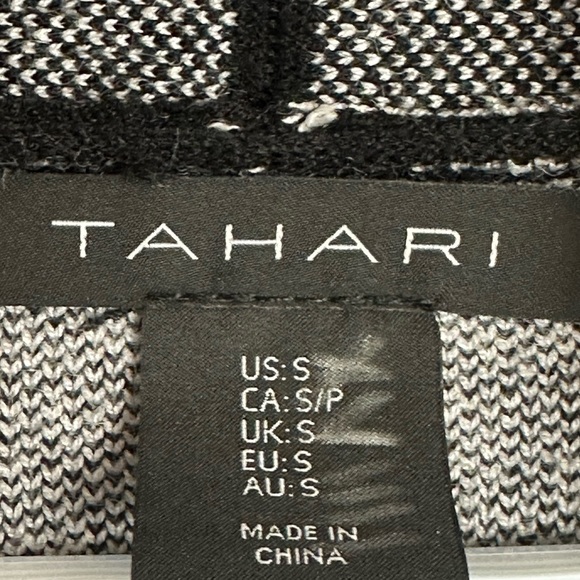 TAHARI
US: S
CA: S/P
UK: S
EU: S
AU: S
MADE IN
CHINA